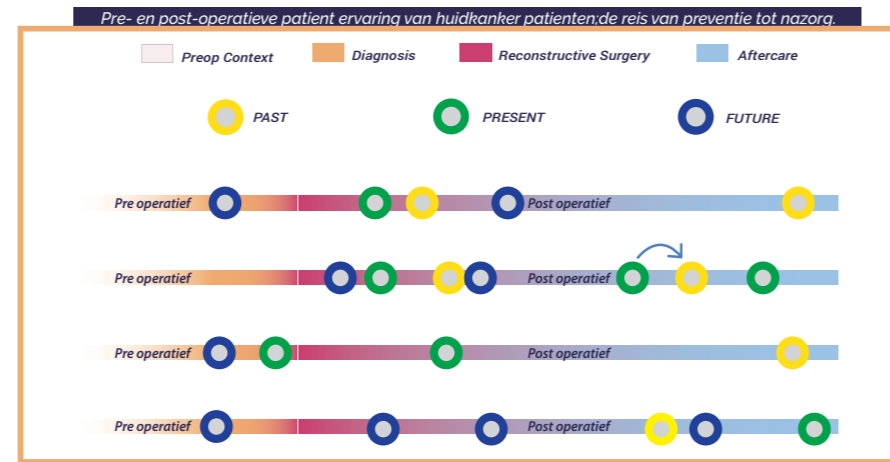 Pre- en post-operatieve patient ervaring van huidkanker patienten;de reis van preventie tot nazorg.
Preop Context Diagnosis Reconstructive Surgery Aftercare
PAST PRESENT FUTURE
Pre operatief Post operatief
Pre operatief Post operatief
Pre operatief Post operatief
Pre operatief Post operatief